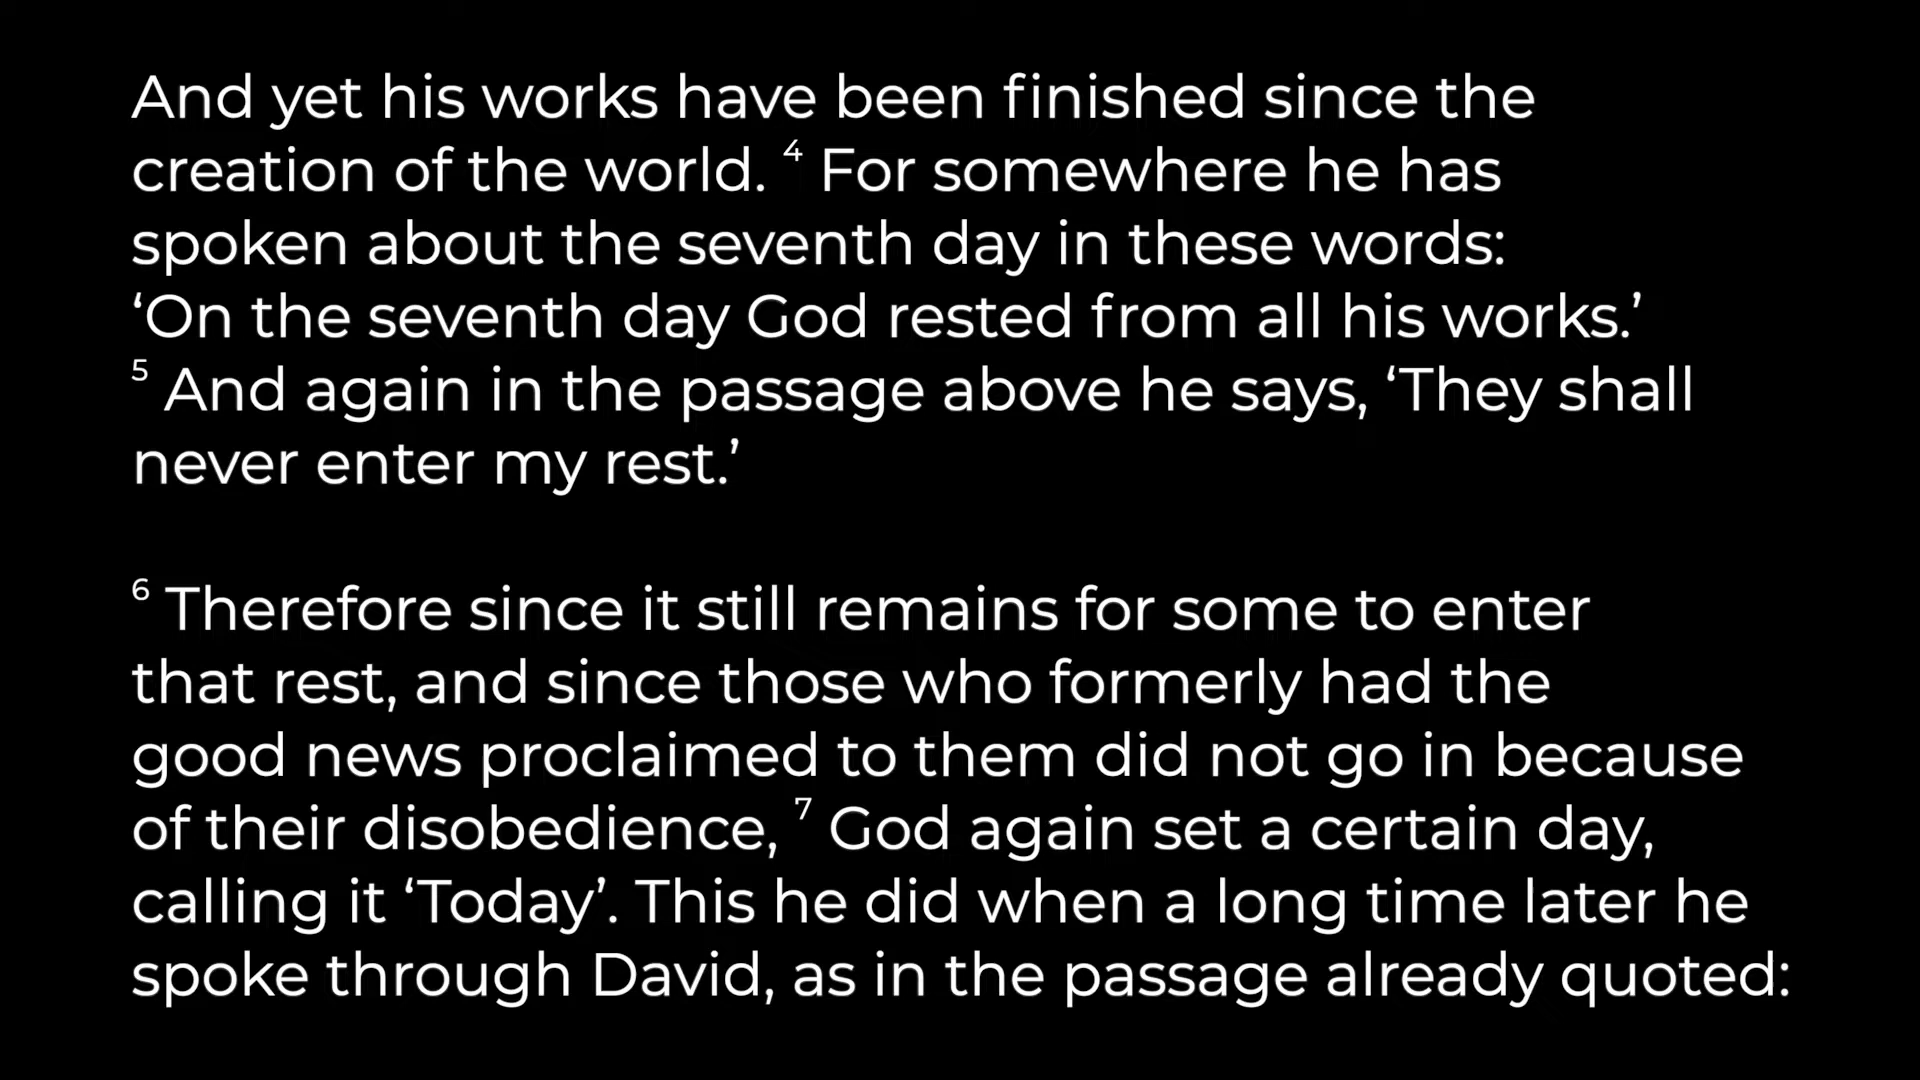 And yet his works have been finished since the
creation of the world. ⁴ For somewhere he has
spoken about the seventh day in these words:
‘On the seventh day God rested from all his works.’
⁵ And again in the passage above he says, ‘They shall
never enter my rest.’
⁶ Therefore since it still remains for some to enter
that rest, and since those who formerly had the
good news proclaimed to them did not go in because
of their disobedience, ⁷ God again set a certain day,
calling it ‘Today’. This he did when a long time later he
spoke through David, as in the passage already quoted: